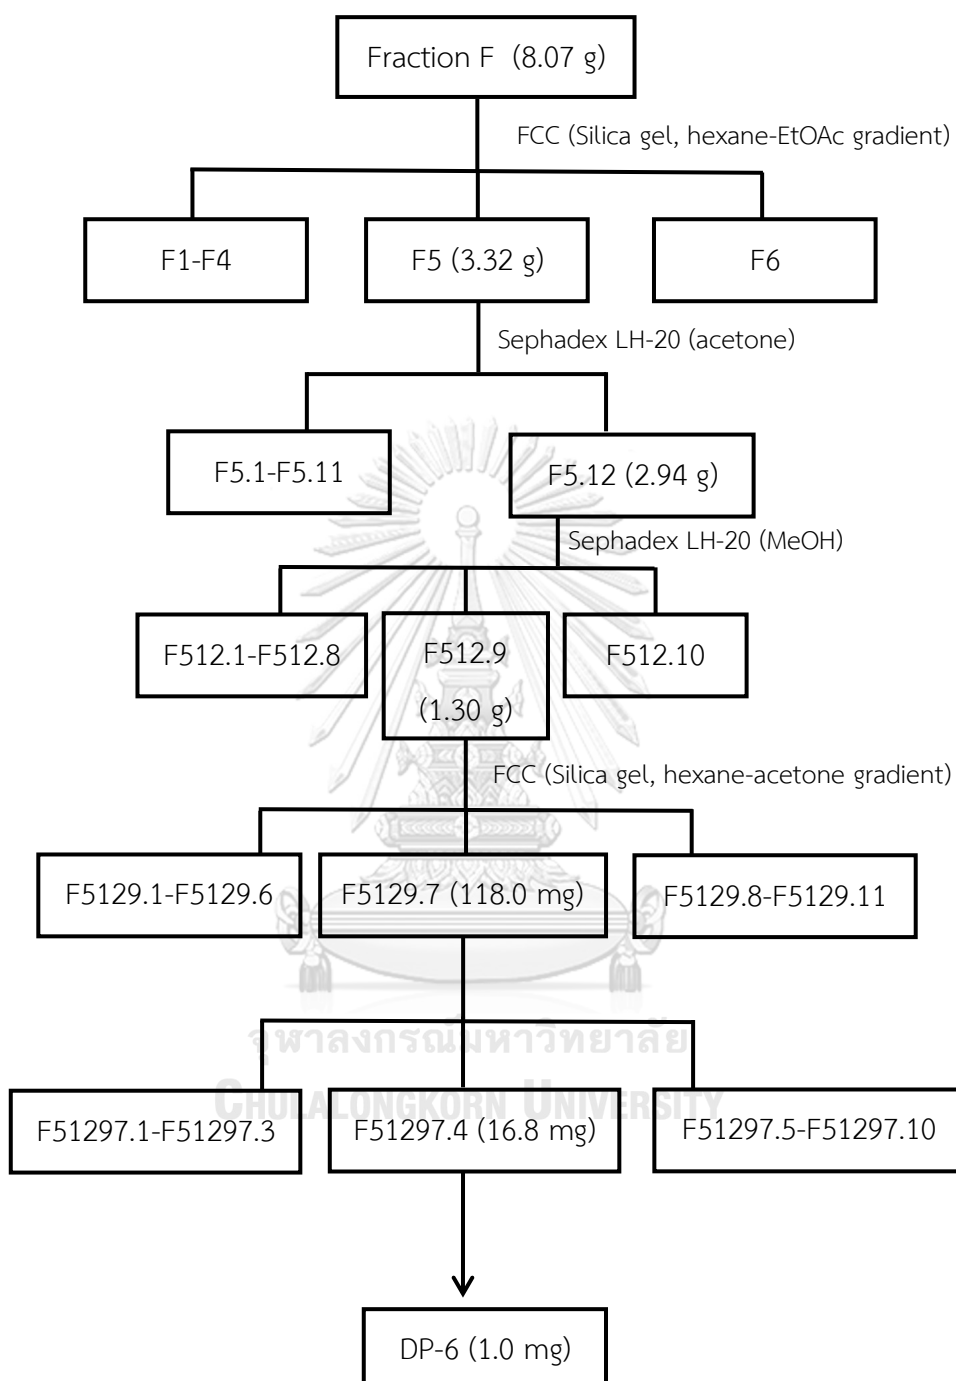 Fraction F (8.07 g)
FCC (Silica gel, hexane-EtOAc gradient)
F1-F4
F5 (3.32 g)
F6
Sephadex LH-20 (acetone)
F5.1-F5.11
F5.12 (2.94 g)
Sephadex LH-20 (MeOH)
F512.1-F512.8
F512.9
(1.30 g)
F512.10
FCC (Silica gel, hexane-acetone gradient)
F5129.1-F5129.6
F5129.7 (118.0 mg)
F5129.8-F5129.11
จุฬาลงกรณ์มหาวิทยาลัย
CHULALONGKORN UNIVERSITY
F51297.1-F51297.3
F51297.4 (16.8 mg)
F51297.5-F51297.10
DP-6 (1.0 mg)